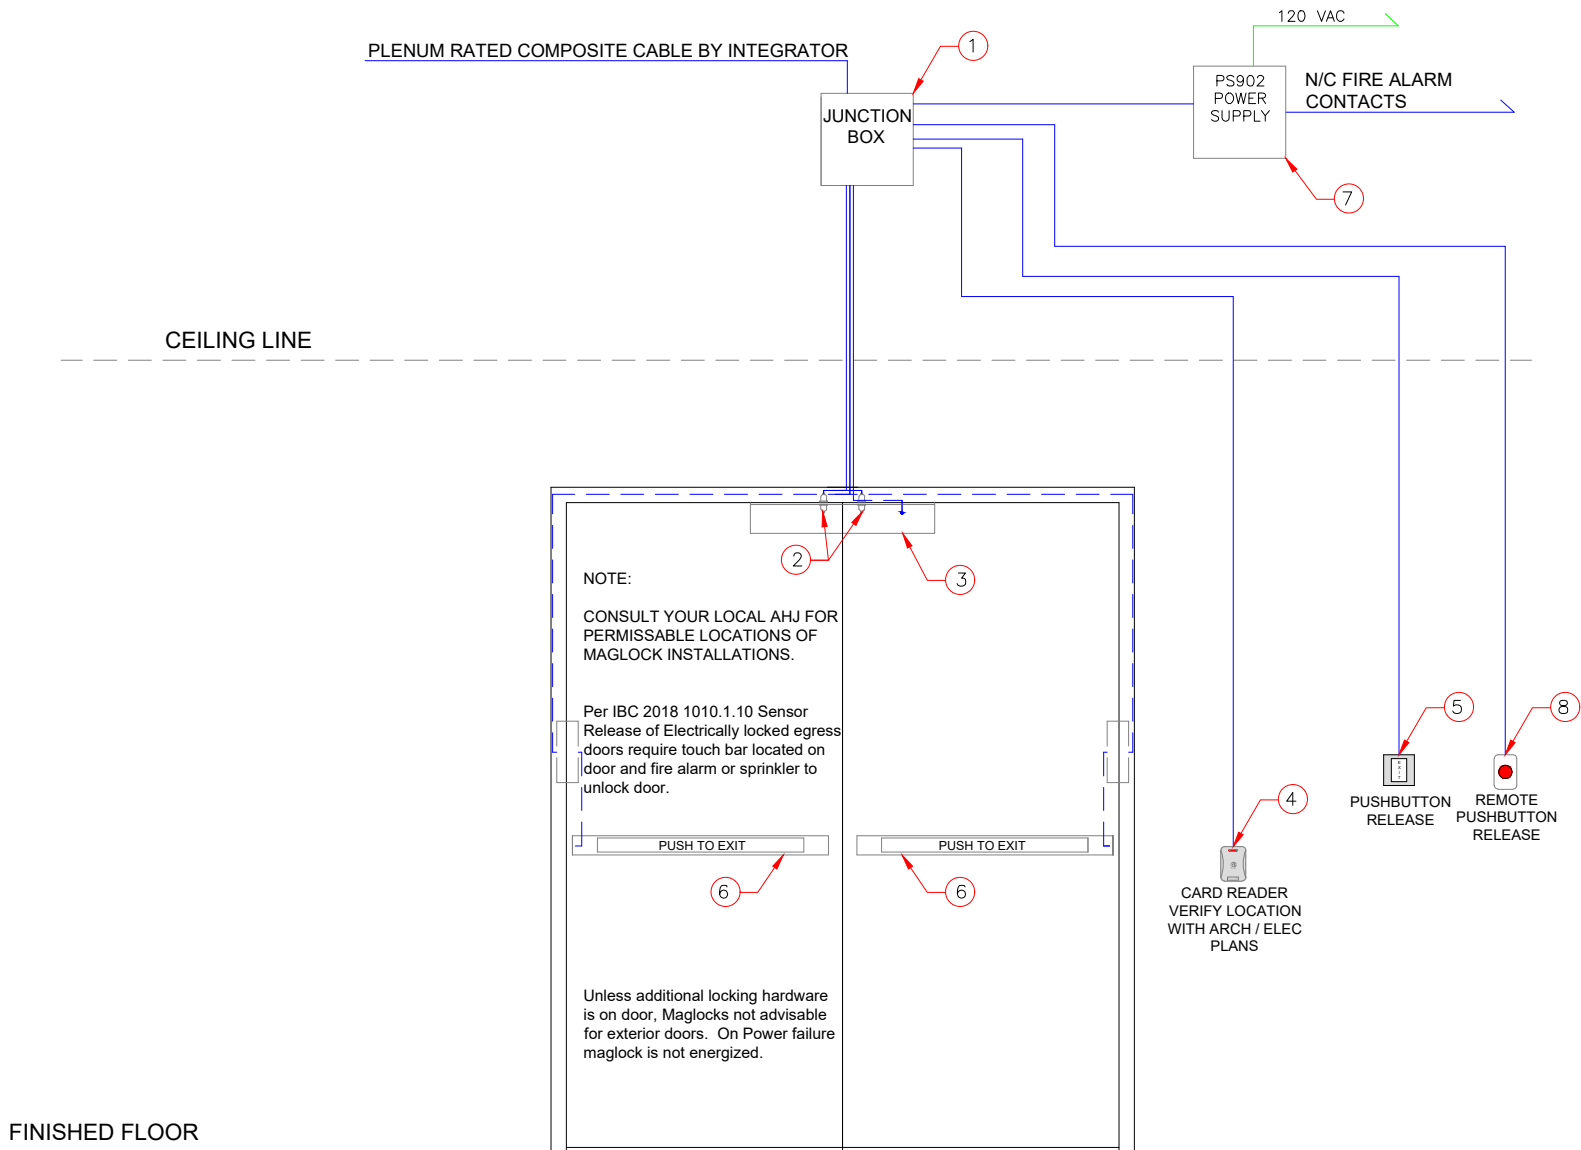 120 VAC
PLENUM RATED COMPOSITE CABLE BY INTEGRATOR
1
JUNCTION
BOX
PS902
POWER
SUPPLY
N/C FIRE ALARM
CONTACTS
7
CEILING LINE
2
3
NOTE:
CONSULT YOUR LOCAL AHJ FOR
PERMISSABLE LOCATIONS OF
MAGLOCK INSTALLATIONS.
Per IBC 2018 1010.1.10 Sensor
Release of Electrically locked egress
doors require touch bar located on
door and fire alarm or sprinkler to
unlock door.
PUSH TO EXIT
PUSH TO EXIT
6
6
5
8
EXIT
PUSHBUTTON
RELEASE
REMOTE
PUSHBUTTON
RELEASE
4
CARD READER
VERIFY LOCATION
WITH ARCH / ELEC
PLANS
Unless additional locking hardware
is on door, Maglocks not advisable
for exterior doors.  On Power failure
maglock is not energized.
FINISHED FLOOR